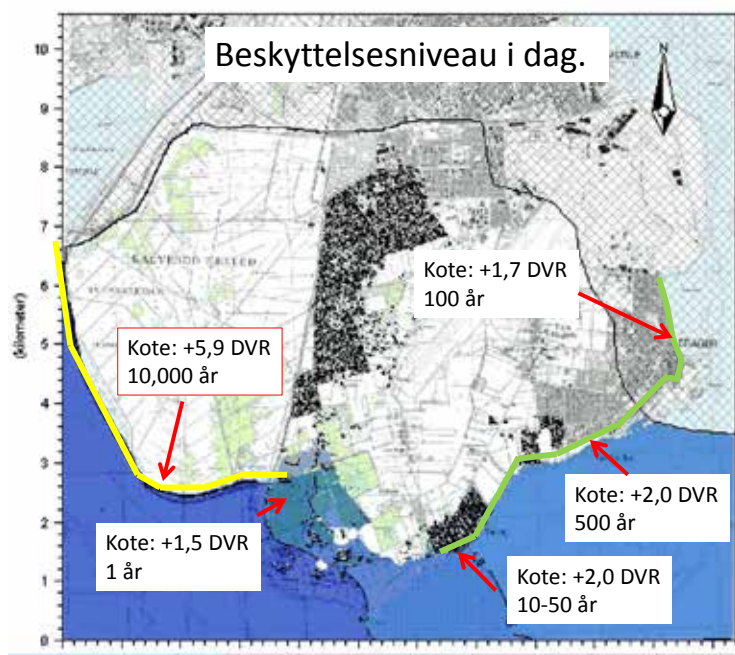 Beskyttelsesniveau i dag.
N
Kote: +1,7 DVR
100 år
Kote: +5,9 DVR
10,000 år
Kote: +2,0 DVR
500 år
Kote: +1,5 DVR
1 år
Kote: +2,0 DVR
10-50 år
(kilometer)
10
9
8
7
6
5
4
3
2
1
0